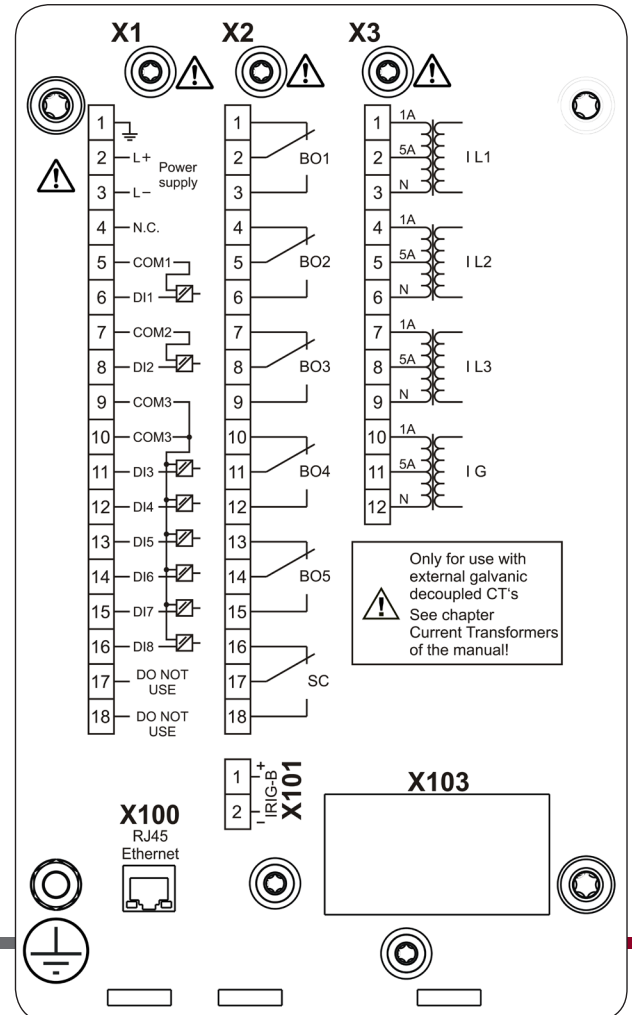 X1 X2 X3
1
2 L+ Power supply
3 L−
4 N.C.
5 COM1
6 DI1
7 COM2
8 DI2
9 COM3
10 COM3
11 DI3
12 DI4
13 DI5
14 DI6
15 DI7
16 DI8
17 DO NOT USE
18 DO NOT USE
1
2 BO1
3
4
5 BO2
6
7
8 BO3
9
10
11 BO4
12
13
14 BO5
15
16
17 SC
18
1 1A
2 5A I L1
3 N
4 1A
5 5A I L2
6 N
7 1A
8 5A I L3
9 N
10 1A
11 5A I G
12 N
Only for use with
external galvanic
decoupled CT's
See chapter
Current Transformers
of the manual!
1 +
2 −
IRIG-B
X101
X103
X100
RJ45
Ethernet